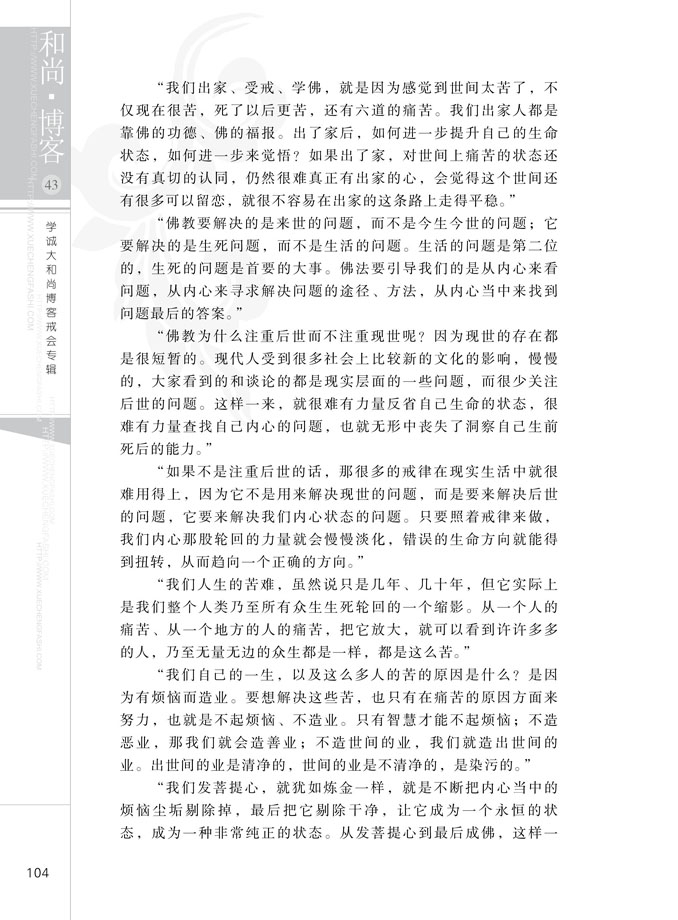 和尚·博客
43
学诚大和尚博客戒会专辑
“我们出家、受戒、学佛，就是因为感觉到世间太苦了，不
仅现在很苦，死了以后更苦，还有六道的痛苦。我们出家人都是
靠佛的功德、佛的福报。出了家后，如何进一步提升自己的生命
状态，如何进一步来觉悟？如果出了家，对世间上痛苦的状态还
没有真切的认同，仍然很难真正有出家的心，会觉得这个世间还
有很多可以留恋，就很不容易在出家的这条路上走得平稳。”
“佛教要解决的是来世的问题，而不是今生今世的问题；它
要解决的是生死问题，而不是生活的问题。生活的问题是第二位
的，生死的问题是首要的大事。佛法要引导我们的是从内心来看
问题，从内心来寻求解决问题的途径、方法，从内心当中来找到
问题最后的答案。”
“佛教为什么注重后世而不注重现世呢？因为现世的存在都
是很短暂的。现代人受到很多社会上比较新的文化的影响，慢慢
的，大家看到的和谈论的都是现实层面的一些问题，而很少关注
后世的问题。这样一来，就很难有力量反省自己生命的状态，很
难有力量查找自己内心的问题，也就无形中丧失了洞察自己生前
死后的能力。”
“如果不是注重后世的话，那很多的戒律在现实生活中就很
难用得上，因为它不是用来解决现世的问题，而是要来解决后世
的问题，它要来解决我们内心状态的问题。只要照着戒律来做，
我们内心那股轮回的力量就会慢慢淡化，错误的生命方向就能得
到扭转，从而趋向一个正确的方向。”
“我们人生的苦难，虽然说只是几年、几十年，但它实际上
是我们整个人类乃至所有众生生死轮回的一个缩影。从一个人的
痛苦、从一个地方的人的痛苦，把它放大，就可以看到许许多多
的人，乃至无量无边的众生都是一样，都是这么苦。”
“我们自己的一生，以及这么多人的苦的原因是什么？是因
为有烦恼而造业。要想解决这些苦，也只有在痛苦的原因方面来
努力，也就是不起烦恼、不造业。只有智慧才能不起烦恼；不造
恶业，那我们就会造善业；不造世间的业，我们就造出世间的
业。出世间的业是清净的，世间的业是不清净的，是染污的。”
“我们发菩提心，就犹如炼金一样，就是不断把内心当中的
烦恼尘垢剔除掉，最后把它剔除干净，让它成为一个永恒的状
态，成为一种非常纯正的状态。从发菩提心到最后成佛，这样一
104